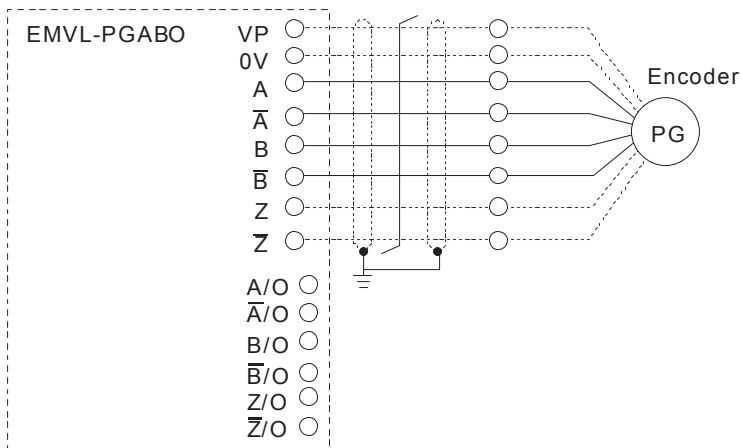 EMVL-PGABO
VP
0V
A
A̅
B
B̅
Z
Z̅
A/O
A̅/O
B/O
B̅/O
Z/O
Z̅/O
Encoder
PG